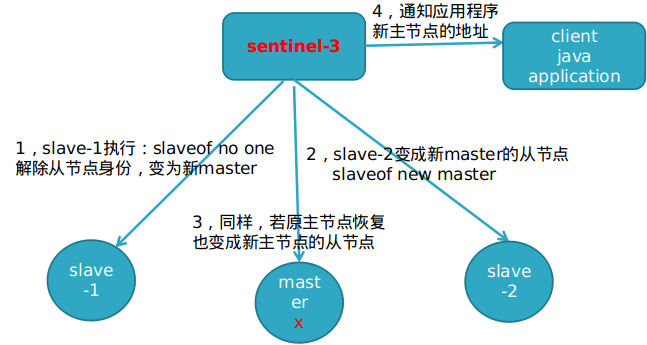 4，通知应用程序
新主节点的地址
sentinel-3
client
java
application
1，slave-1执行：slaveof no one
解除从节点身份，变为新master
2，slave-2变成新master的从节点
slaveof new master
3，同样，若原主节点恢复
也变成新主节点的从节点
slave
-1
mast
er
x
slave
-2